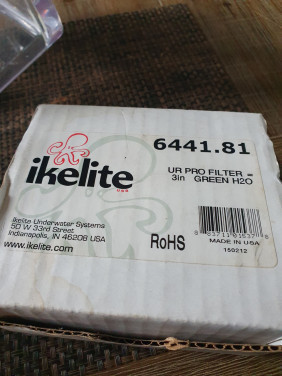 6441.81
ikelite
USA
UR PRO FILTER =
3in GREEN H2O
Ikelite Underwater Systems
50 W 33rd Street
Indianapolis, IN 46208 USA
www.ikelite.com
RoHS
MADE IN USA
150212